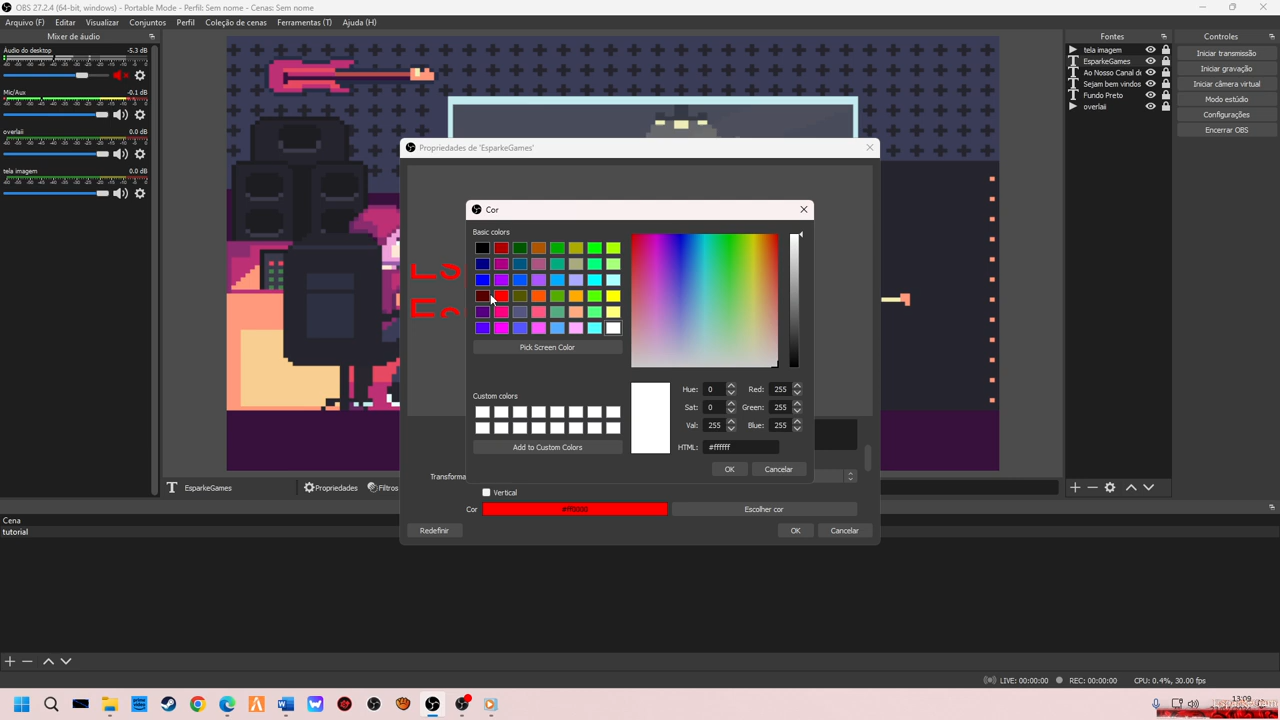 OBS 27.2.4 (64-bit, windows) - Portable Mode - Perfil: Sem nome - Cenas: Sem nome
Arquivo (F) Editar Visualizar Conjuntos Perfil Coleção de cenas Ferramentas (T) Ajuda (H)
Mixer de áudio
Áudio do desktop -5.3 dB
Mic/Aux -0.1 dB
overlaii 0.0 dB
tela imagem 0.0 dB
Fontes
tela imagem
EsparkeGames
Ao Nosso Canal de
Sejam bem vindos
Fundo Preto
overlaii
Controles
Iniciar transmissão
Iniciar gravação
Iniciar câmera virtual
Modo estúdio
Configurações
Encerrar OBS
Propriedades de 'EsparkeGames'
Cor
Basic colors
Pick Screen Color
Custom colors
Add to Custom Colors
Hue: 0 Red: 255
Sat: 0 Green: 255
Val: 255 Blue: 255
HTML: #ffffff
OK Cancelar
Transforma
Vertical
Cor #ff0000 Escolher cor
Redefinir OK Cancelar
EsparkeGames Propriedades Filtros
Cena
tutorial
LIVE: 00:00:00 REC: 00:00:00 CPU: 0.4%, 30.00 fps
13:09